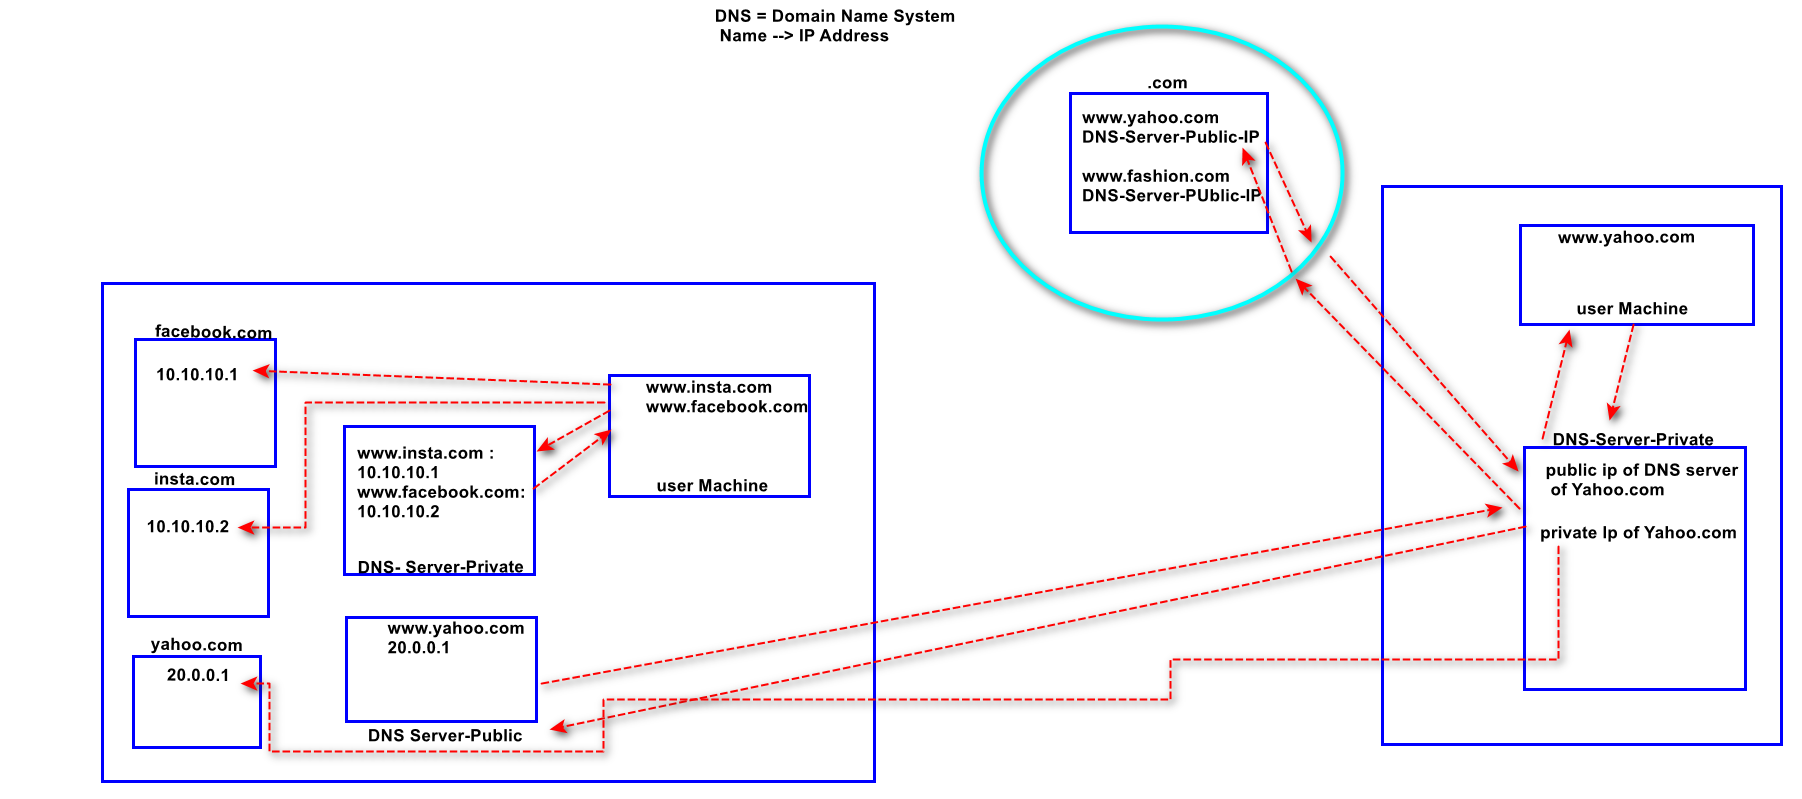 DNS = Domain Name System
Name --> IP Address
.com
www.yahoo.com
DNS-Server-Public-IP
www.fashion.com
DNS-Server-PUblic-IP
www.yahoo.com
user Machine
DNS-Server-Private
public ip of DNS server
of Yahoo.com
private Ip of Yahoo.com
facebook.com
10.10.10.1
insta.com
10.10.10.2
yahoo.com
20.0.0.1
www.insta.com :
10.10.10.1
www.facebook.com:
10.10.10.2
DNS- Server-Private
www.yahoo.com
20.0.0.1
DNS Server-Public
www.insta.com
www.facebook.com
user Machine